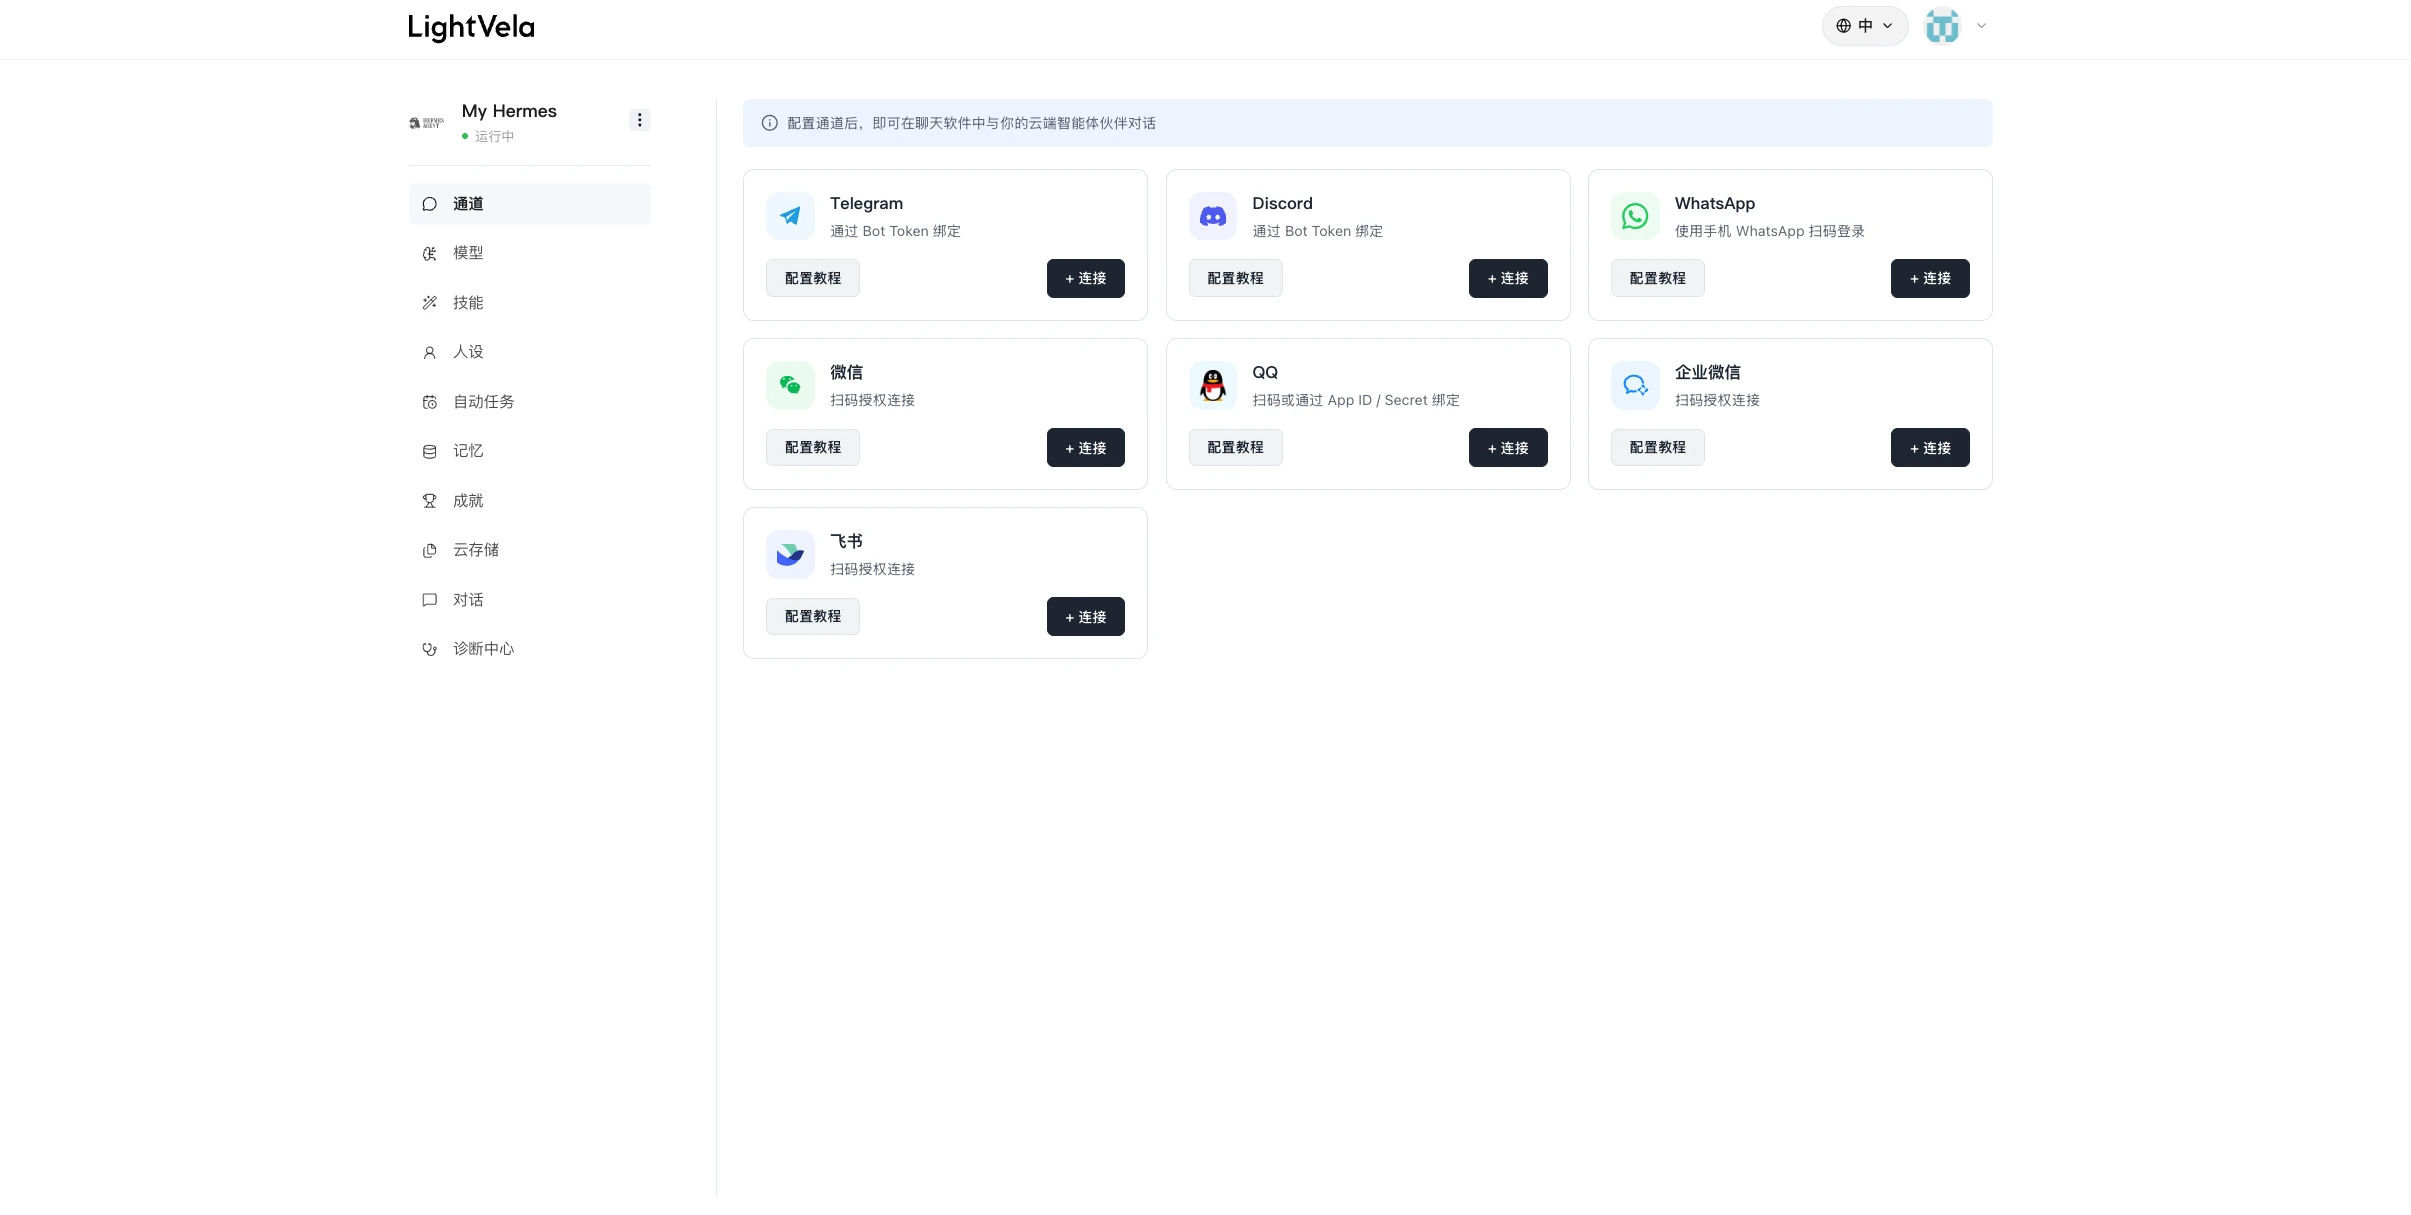 LightVela
中
My Hermes
运行中
HERMES
AGENT
通道
模型
技能
人设
自动任务
记忆
成就
云存储
对话
诊断中心
配置通道后，即可在聊天软件中与你的云端智能体伙伴对话
Telegram
通过 Bot Token 绑定
配置教程
+ 连接
Discord
通过 Bot Token 绑定
配置教程
+ 连接
WhatsApp
使用手机 WhatsApp 扫码登录
配置教程
+ 连接
微信
扫码授权连接
配置教程
+ 连接
QQ
扫码或通过 App ID / Secret 绑定
配置教程
+ 连接
企业微信
扫码授权连接
配置教程
+ 连接
飞书
扫码授权连接
配置教程
+ 连接